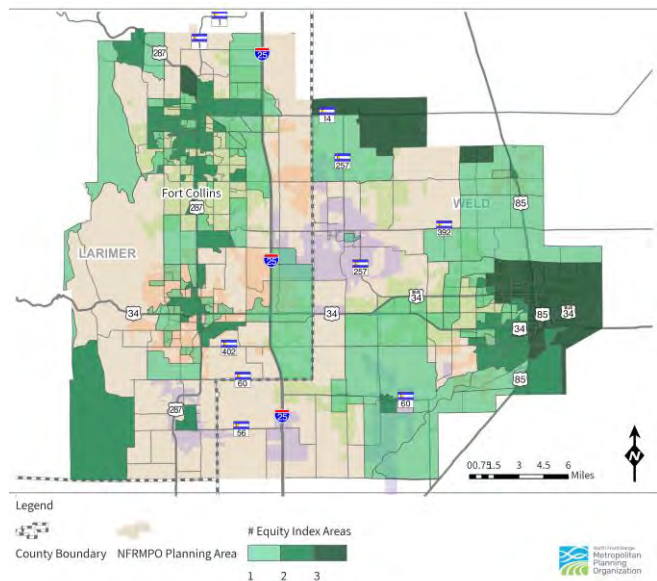 1
287
1
25
14
257
Fort Collins
287
WELD
85
392
LARIMER
25
257
34
34
34
85
34
34
402
85
60
287
60
25
56
N
00.751.5 3 4.5 6
Miles
Legend
County Boundary NFRMPO Planning Area
# Equity Index Areas
1 2 3
North Front Range
Metropolitan
Planning
Organization